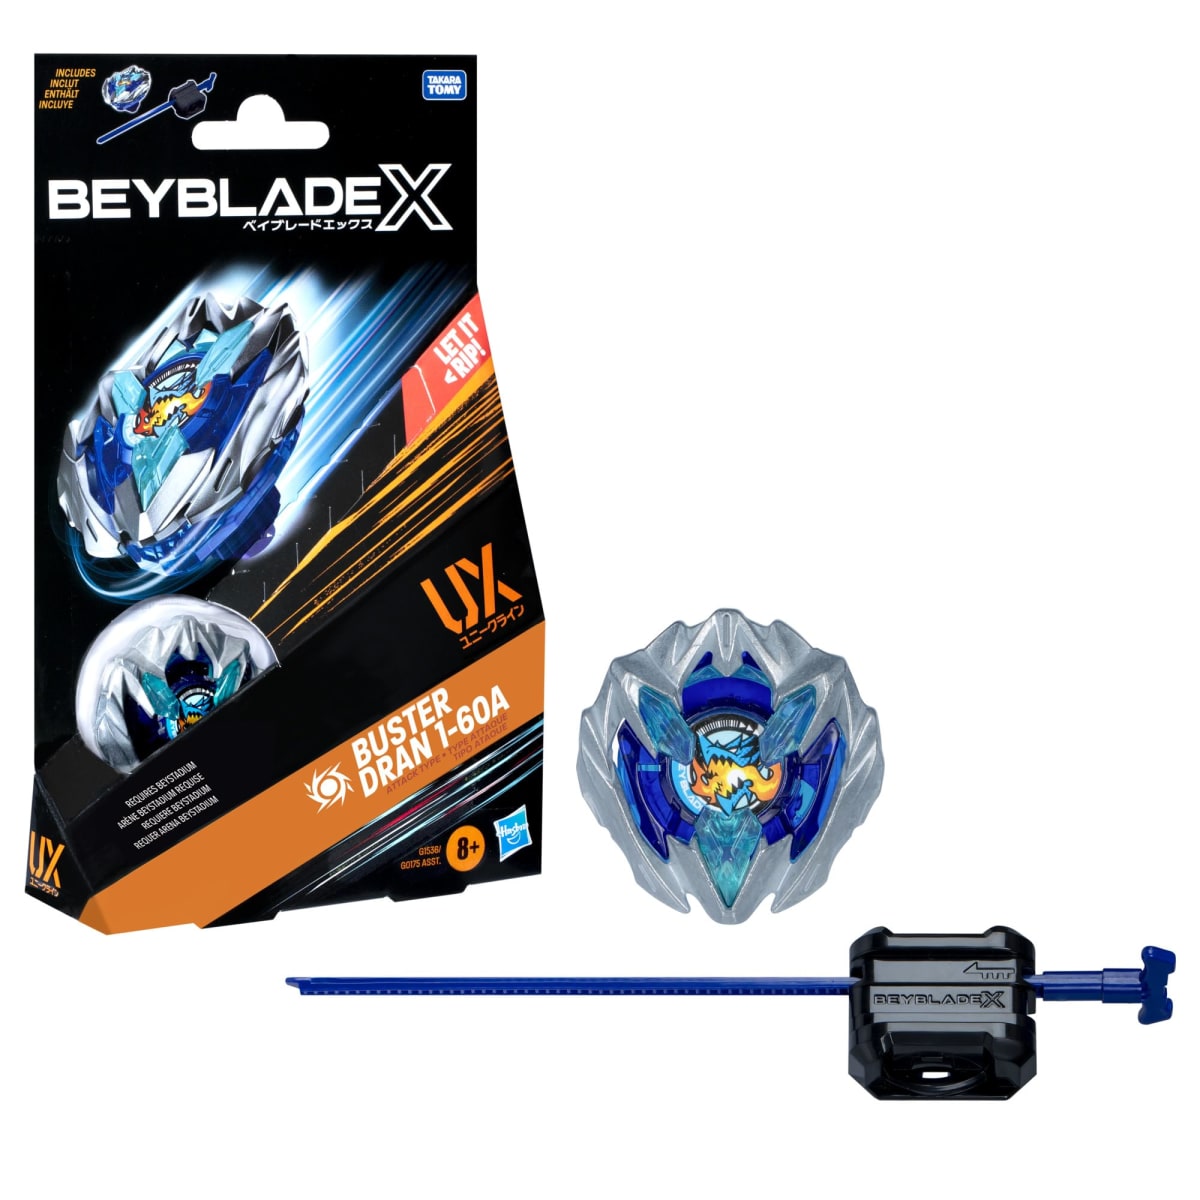 INCLUDES
INCLUT
ENTHÄLT
INCLUYE
TAKARA
TOMY
BEYBLADE X
ベイブレードエックス
LET IT
RIP!
UX
ユニークライン
BUSTER
DRAN 1-60A
ATTACK TYPE • TYPE ATTAQUE
TIPO ATAQUE
REQUIRES BEYSTADIUM
ARÈNE BEYSTADIUM REQUISE
REQUIERE BEYSTADIUM
REQUER ARENA BEYSTADIUM
UX
ユニークライン
G1536/
G0175 ASST.
8+
Hasbro
BEYBLADE
BEYBLADE X